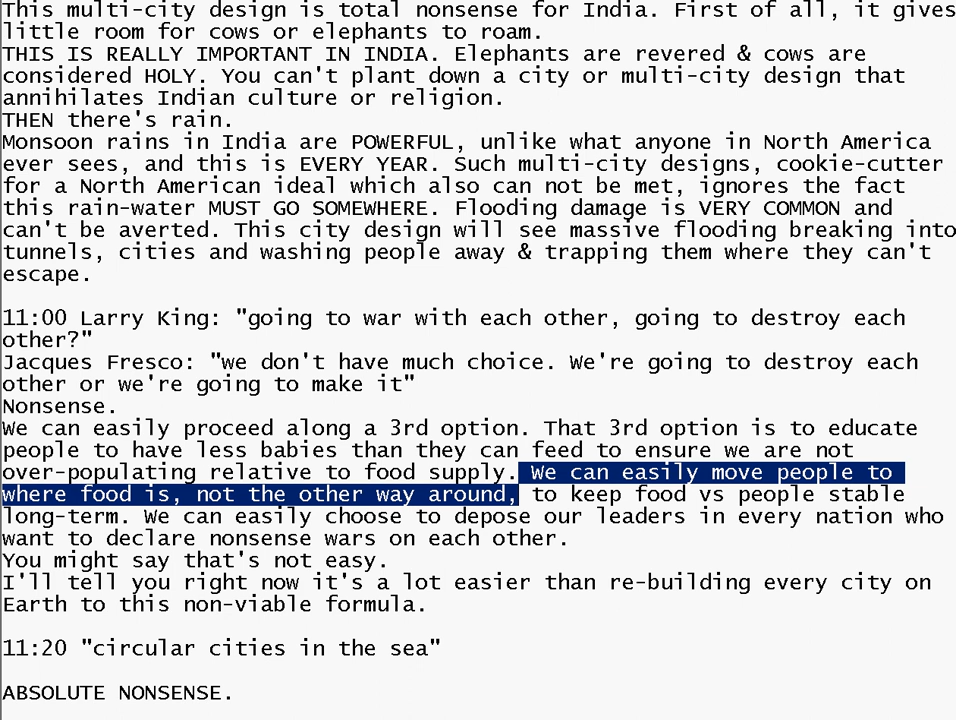 This multi-city design is total nonsense for India. First of all, it gives
little room for cows or elephants to roam.
THIS IS REALLY IMPORTANT IN INDIA. Elephants are revered & cows are
considered HOLY. You can't plant down a city or multi-city design that
annihilates Indian culture or religion.
THEN there's rain.
Monsoon rains in India are POWERFUL, unlike what anyone in North America
ever sees, and this is EVERY YEAR. Such multi-city designs, cookie-cutter
for a North American ideal which also can not be met, ignores the fact
this rain-water MUST GO SOMEWHERE. Flooding damage is VERY COMMON and
can't be averted. This city design will see massive flooding breaking into
tunnels, cities and washing people away & trapping them where they can't
escape.
11:00 Larry King: "going to war with each other, going to destroy each
other?"
Jacques Fresco: "we don't have much choice. We're going to destroy each
other or we're going to make it"
Nonsense.
We can easily proceed along a 3rd option. That 3rd option is to educate
people to have less babies than they can feed to ensure we are not
over-populating relative to food supply. We can easily move people to
where food is, not the other way around, to keep food vs people stable
long-term. We can easily choose to depose our leaders in every nation who
want to declare nonsense wars on each other.
You might say that's not easy.
I'll tell you right now it's a lot easier than re-building every city on
Earth to this non-viable formula.
11:20 "circular cities in the sea"
ABSOLUTE NONSENSE.